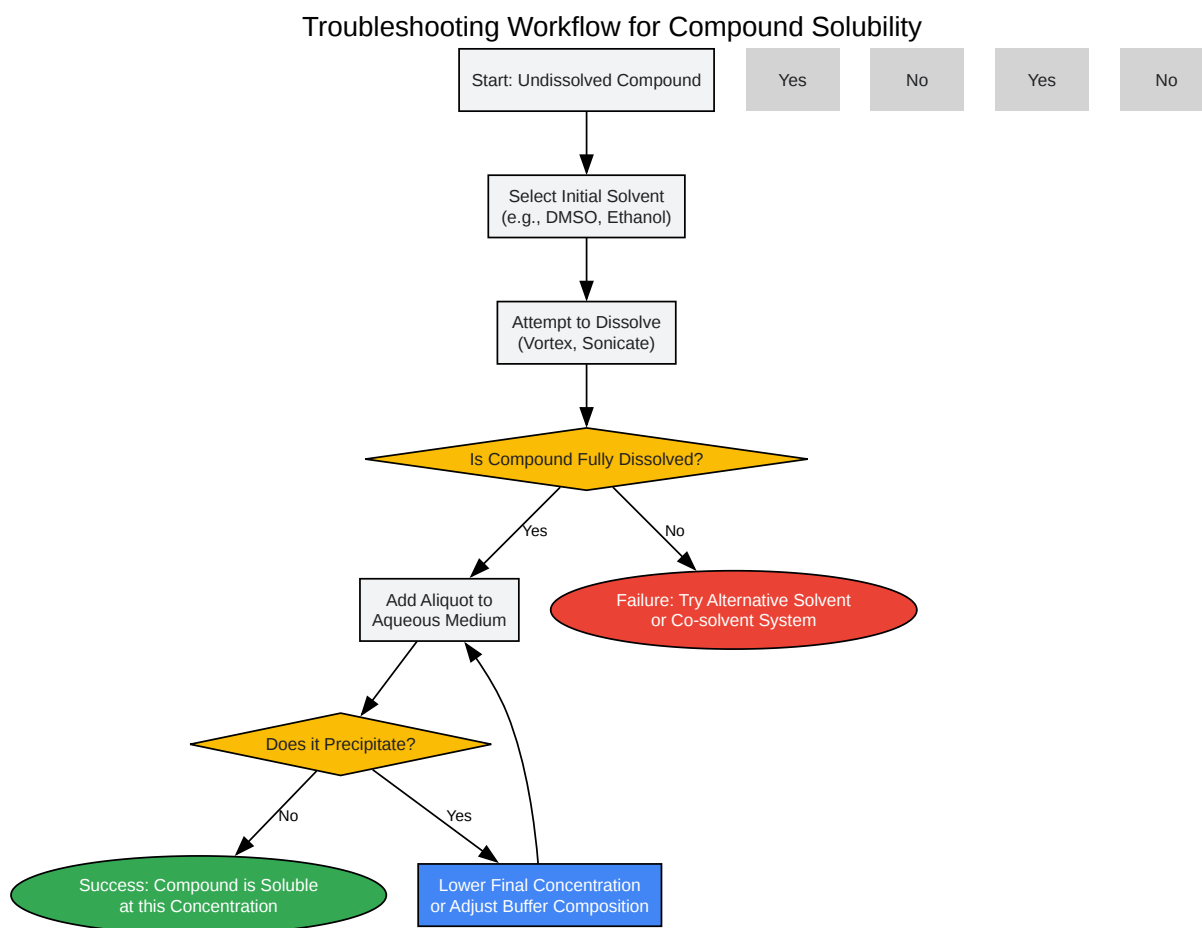 Troubleshooting Workflow for Compound Solubility
Start: Undissolved Compound
Yes
No
Yes
No
Select Initial Solvent
(e.g., DMSO, Ethanol)
Attempt to Dissolve
(Vortex, Sonicate)
Is Compound Fully Dissolved?
Yes
No
Add Aliquot to
Aqueous Medium
Failure: Try Alternative Solvent
or Co-solvent System
Does it Precipitate?
No
Yes
Success: Compound is Soluble
at this Concentration
Lower Final Concentration
or Adjust Buffer Composition